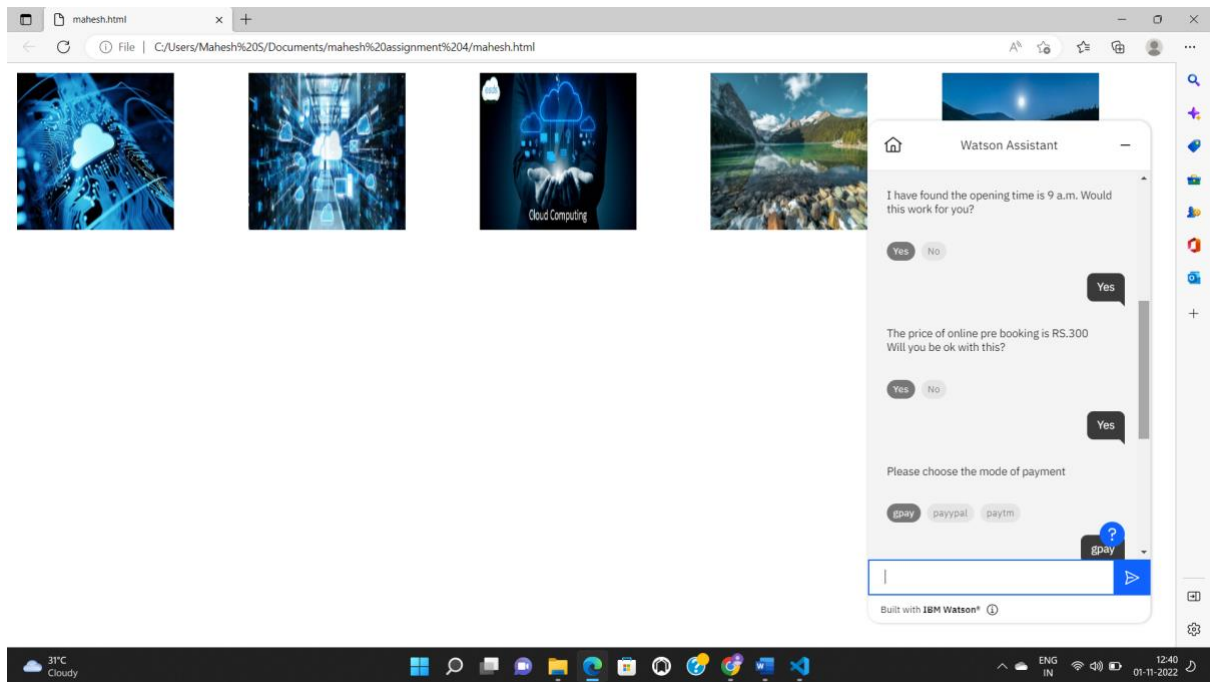 mahesh.html
File | C:/Users/Mahesh%20S/Documents/mahesh%20assignment%204/mahesh.html
esds
Cloud Computing
Watson Assistant
I have found the opening time is 9 a.m. Would
this work for you?
Yes No
Yes
The price of online pre booking is RS.300
Will you be ok with this?
Yes No
Yes
Please choose the mode of payment
gpay payypal paytm
?
gpay
Built with IBM Watson®
31°C
Cloudy
ENG
IN
12:40
01-11-2022